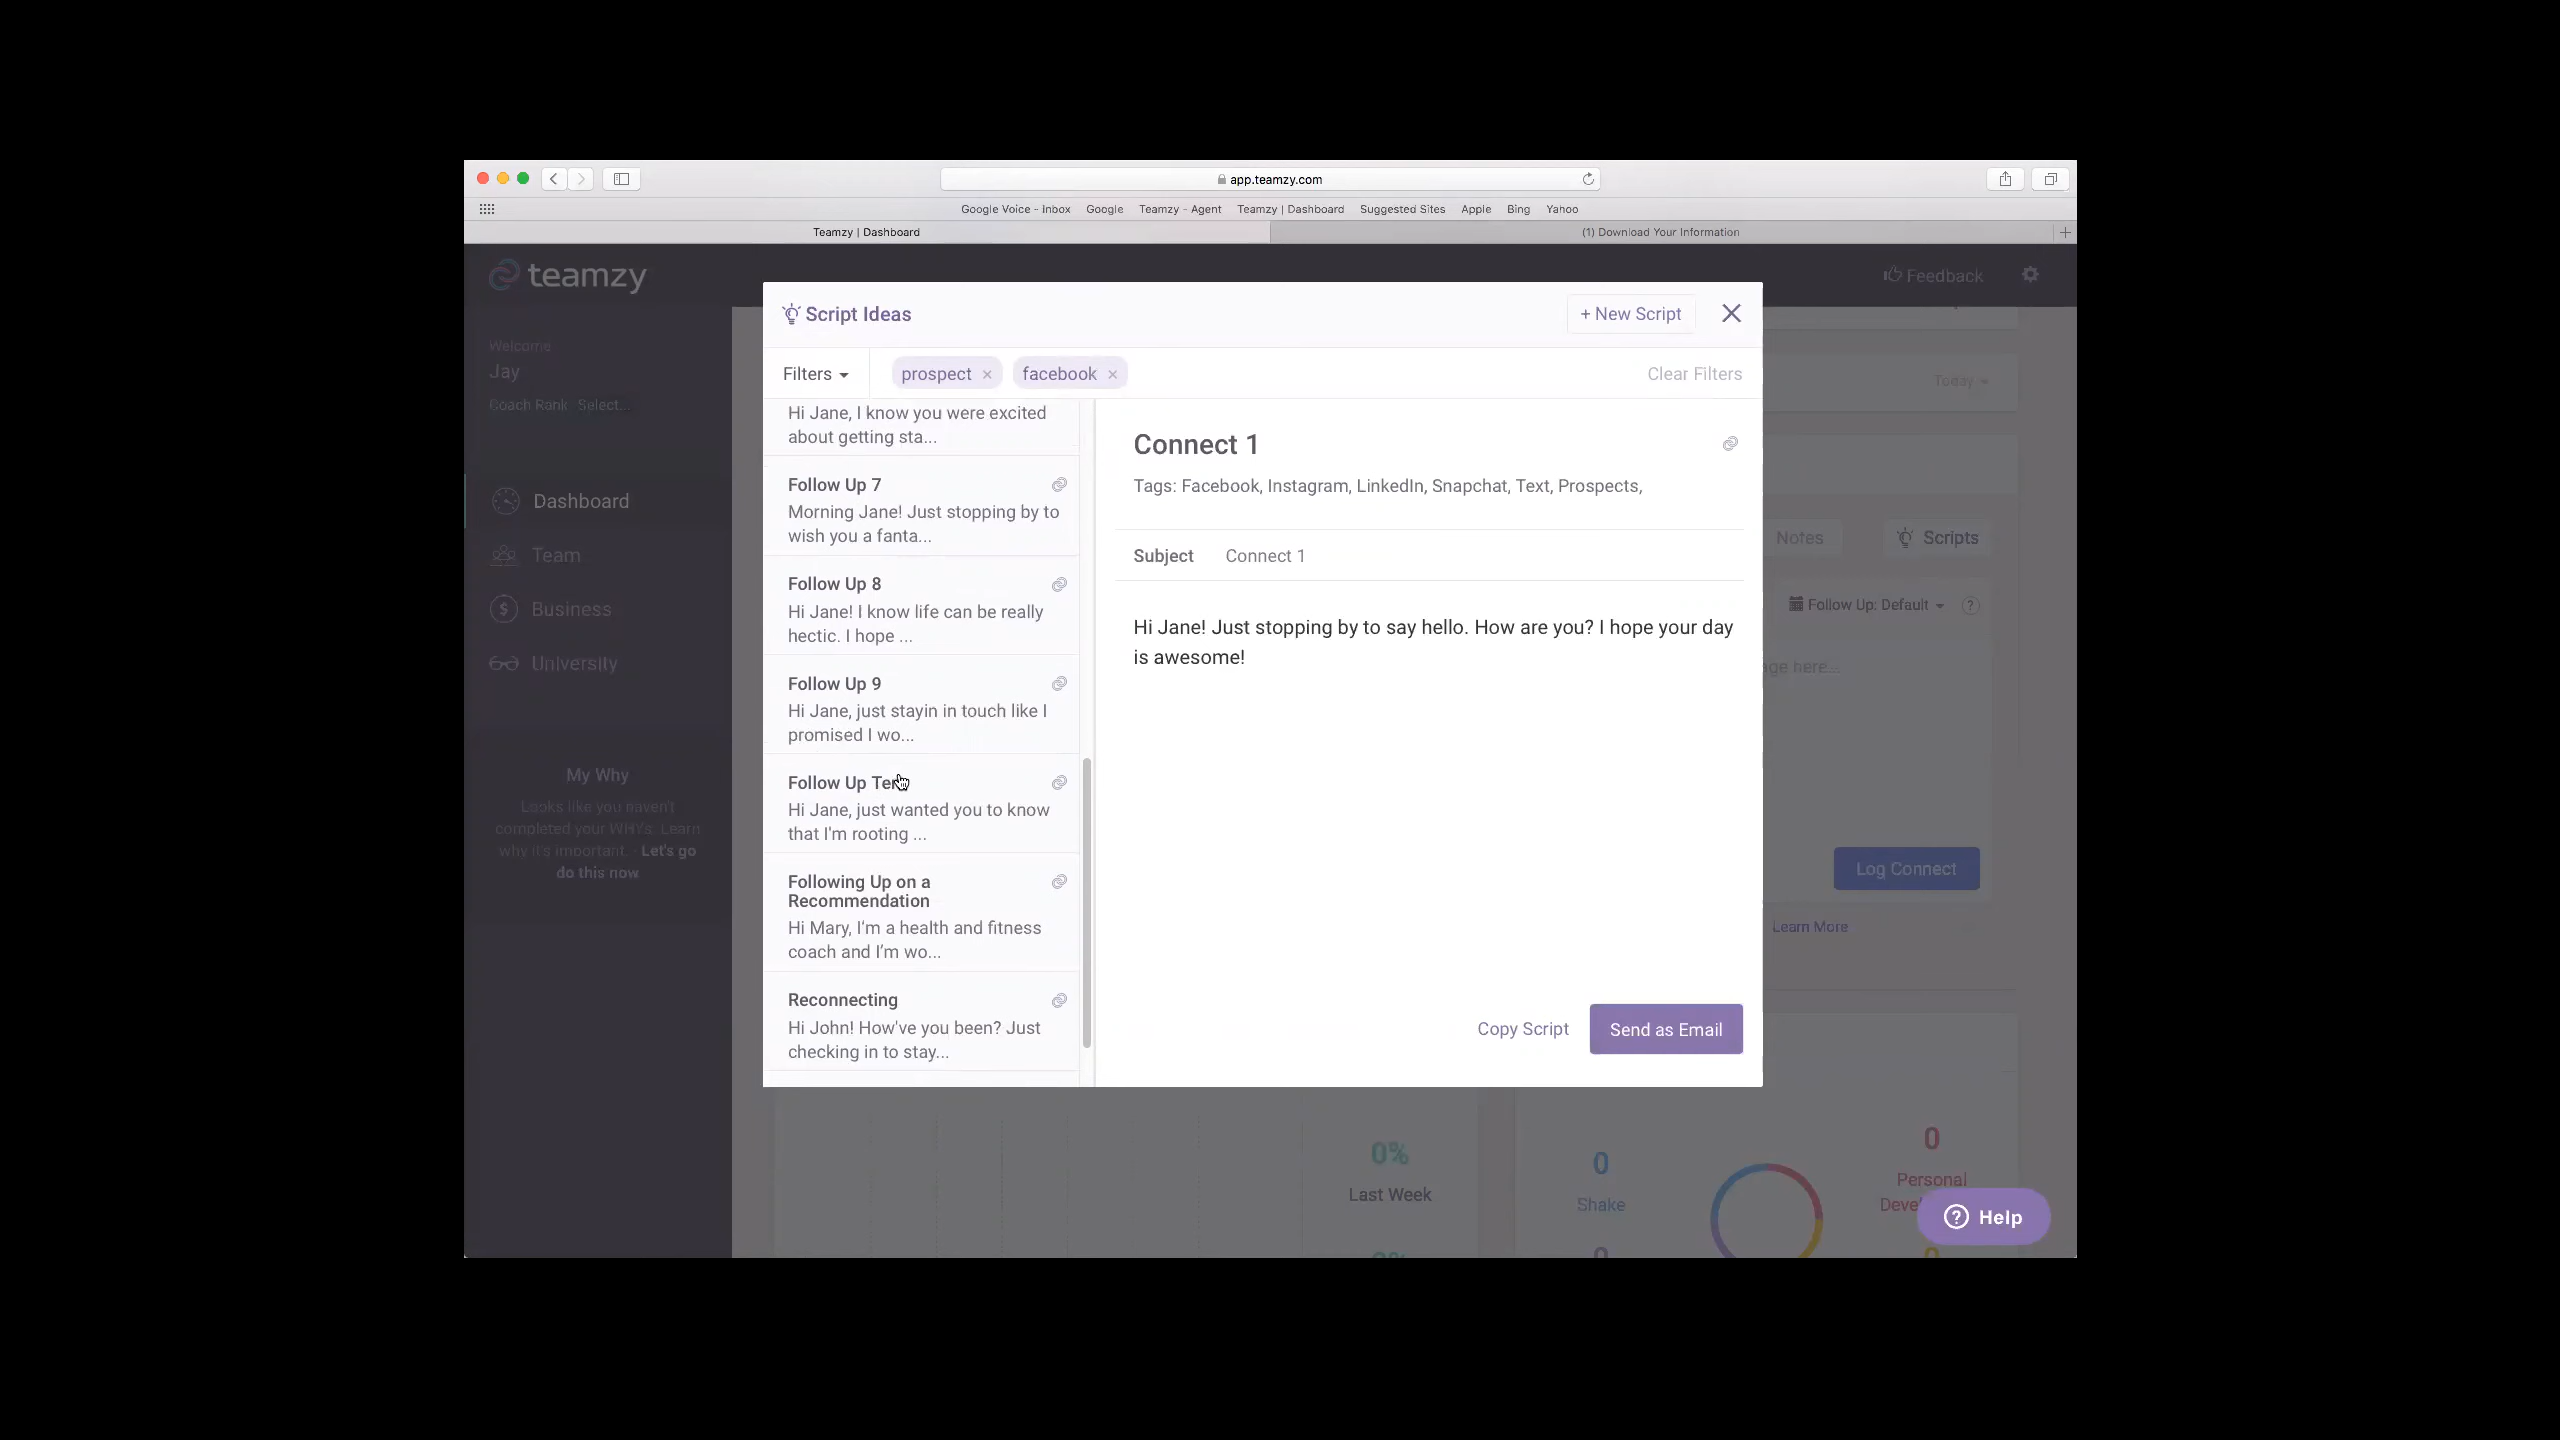 app.teamzy.com
Google Voice - Inbox Google Teamzy - Agent Teamzy | Dashboard Suggested Sites Apple Bing Yahoo
Teamzy | Dashboard
(1) Download Your Information
teamzy
Feedback
Welcome
Jay
Coach Rank Select...
Dashboard
Team
Business
University
My Why
Looks like you haven't
completed your WHYs. Learn
why it's important. - Let's go
do this now.
Script Ideas
+ New Script
Filters
prospect
facebook
Clear Filters
Hi Jane, I know you were excited
about getting sta...
Follow Up 7
Morning Jane! Just stopping by to
wish you a fanta...
Follow Up 8
Hi Jane! I know life can be really
hectic. I hope ...
Follow Up 9
Hi Jane, just stayin in touch like I
promised I wo...
Follow Up Ten
Hi Jane, just wanted you to know
that I'm rooting ...
Following Up on a
Recommendation
Hi Mary, I'm a health and fitness
coach and I'm wo...
Reconnecting
Hi John! How've you been? Just
checking in to stay...
Connect 1
Tags: Facebook, Instagram, LinkedIn, Snapchat, Text, Prospects,
Subject Connect 1
Hi Jane! Just stopping by to say hello. How are you? I hope your day
is awesome!
Copy Script
Send as Email
Today
Notes
Scripts
Follow Up: Default
here...
Log Connect
Learn More
0%
Last Week
0
Shake
0
Personal
Help